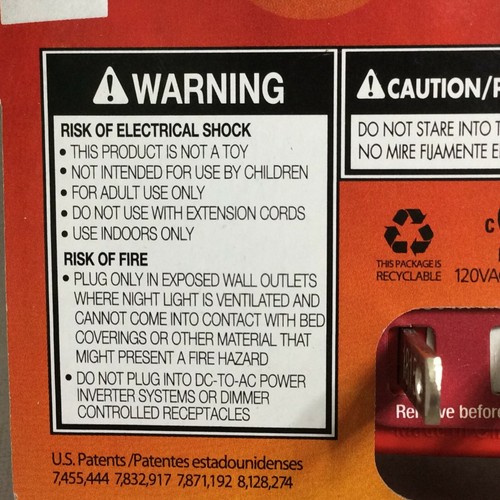 WARNING
RISK OF ELECTRICAL SHOCK
• THIS PRODUCT IS NOT A TOY
• NOT INTENDED FOR USE BY CHILDREN
• FOR ADULT USE ONLY
• DO NOT USE WITH EXTENSION CORDS
• USE INDOORS ONLY
RISK OF FIRE
• PLUG ONLY IN EXPOSED WALL OUTLETS
WHERE NIGHT LIGHT IS VENTILATED AND
CANNOT COME INTO CONTACT WITH BED
COVERINGS OR OTHER MATERIAL THAT
MIGHT PRESENT A FIRE HAZARD
• DO NOT PLUG INTO DC-TO-AC POWER
INVERTER SYSTEMS OR DIMMER
CONTROLLED RECEPTACLES
U.S. Patents /Patentes estadounidenses
7,455,444 7,832,917 7,871,192 8,128,274
CAUTION/
DO NOT STARE INTO
NO MIRE FIJAMENTE
THIS PACKAGE IS
RECYCLABLE
120VA
before